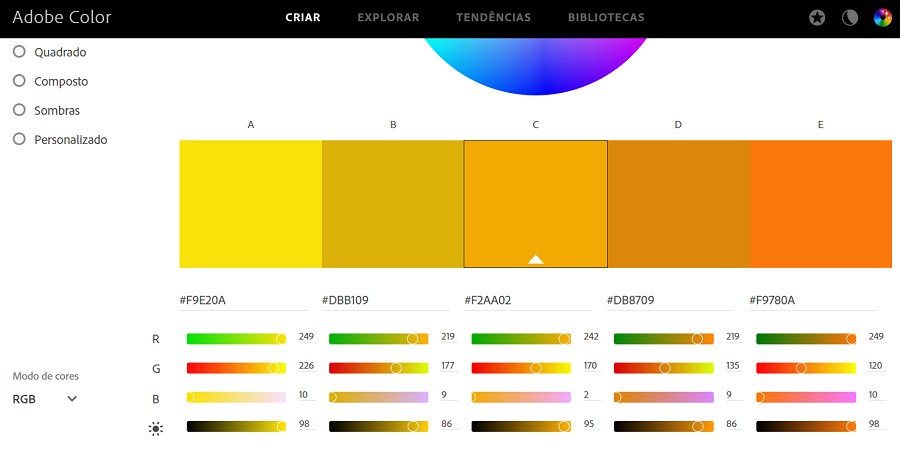 Adobe Color CRIAR EXPLORAR TENDÊNCIAS BIBLIOTECAS
Quadrado
Composto
Sombras
Personalizado
A B C D E
#F9E20A #DBB109 #F2AA02 #DB8709 #F9780A
R 249 219 242 219 249
G 226 177 170 135 120
Modo de cores
B 10 9 2 9 10
RGB
98 86 95 86 98